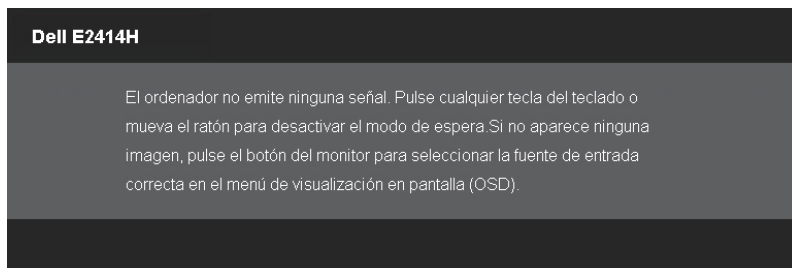 Dell E2414H
El ordenador no emite ninguna señal. Pulse cualquier tecla del teclado o
mueva el ratón para desactivar el modo de espera.Si no aparece ninguna
imagen, pulse el botón del monitor para seleccionar la fuente de entrada
correcta en el menú de visualización en pantalla (OSD).